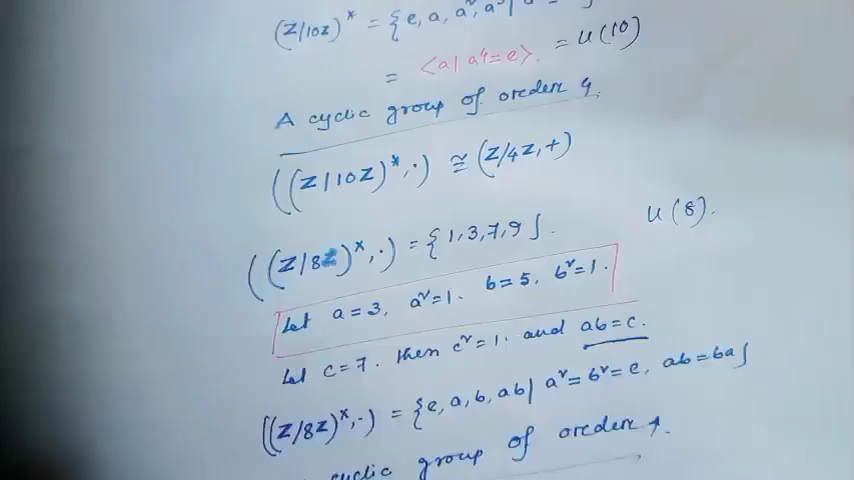 (Z/10Z)* = {e, a, a², a³ |
= <a | a⁴ = e>. = U(10)
A cyclic group of order 4.
((Z/10Z)*, ·) ≅ (Z/4Z, +)
((Z/8Z)ˣ, ·) = {1, 3, 7, 9}. U(8).
Let a = 3, a² = 1. b = 5, b² = 1.
Let c = 7. then c² = 1. and ab = c.
((Z/8Z)ˣ, ·) = {e, a, b, ab | a² = b² = e, ab = ba}
cyclic group of order 4.